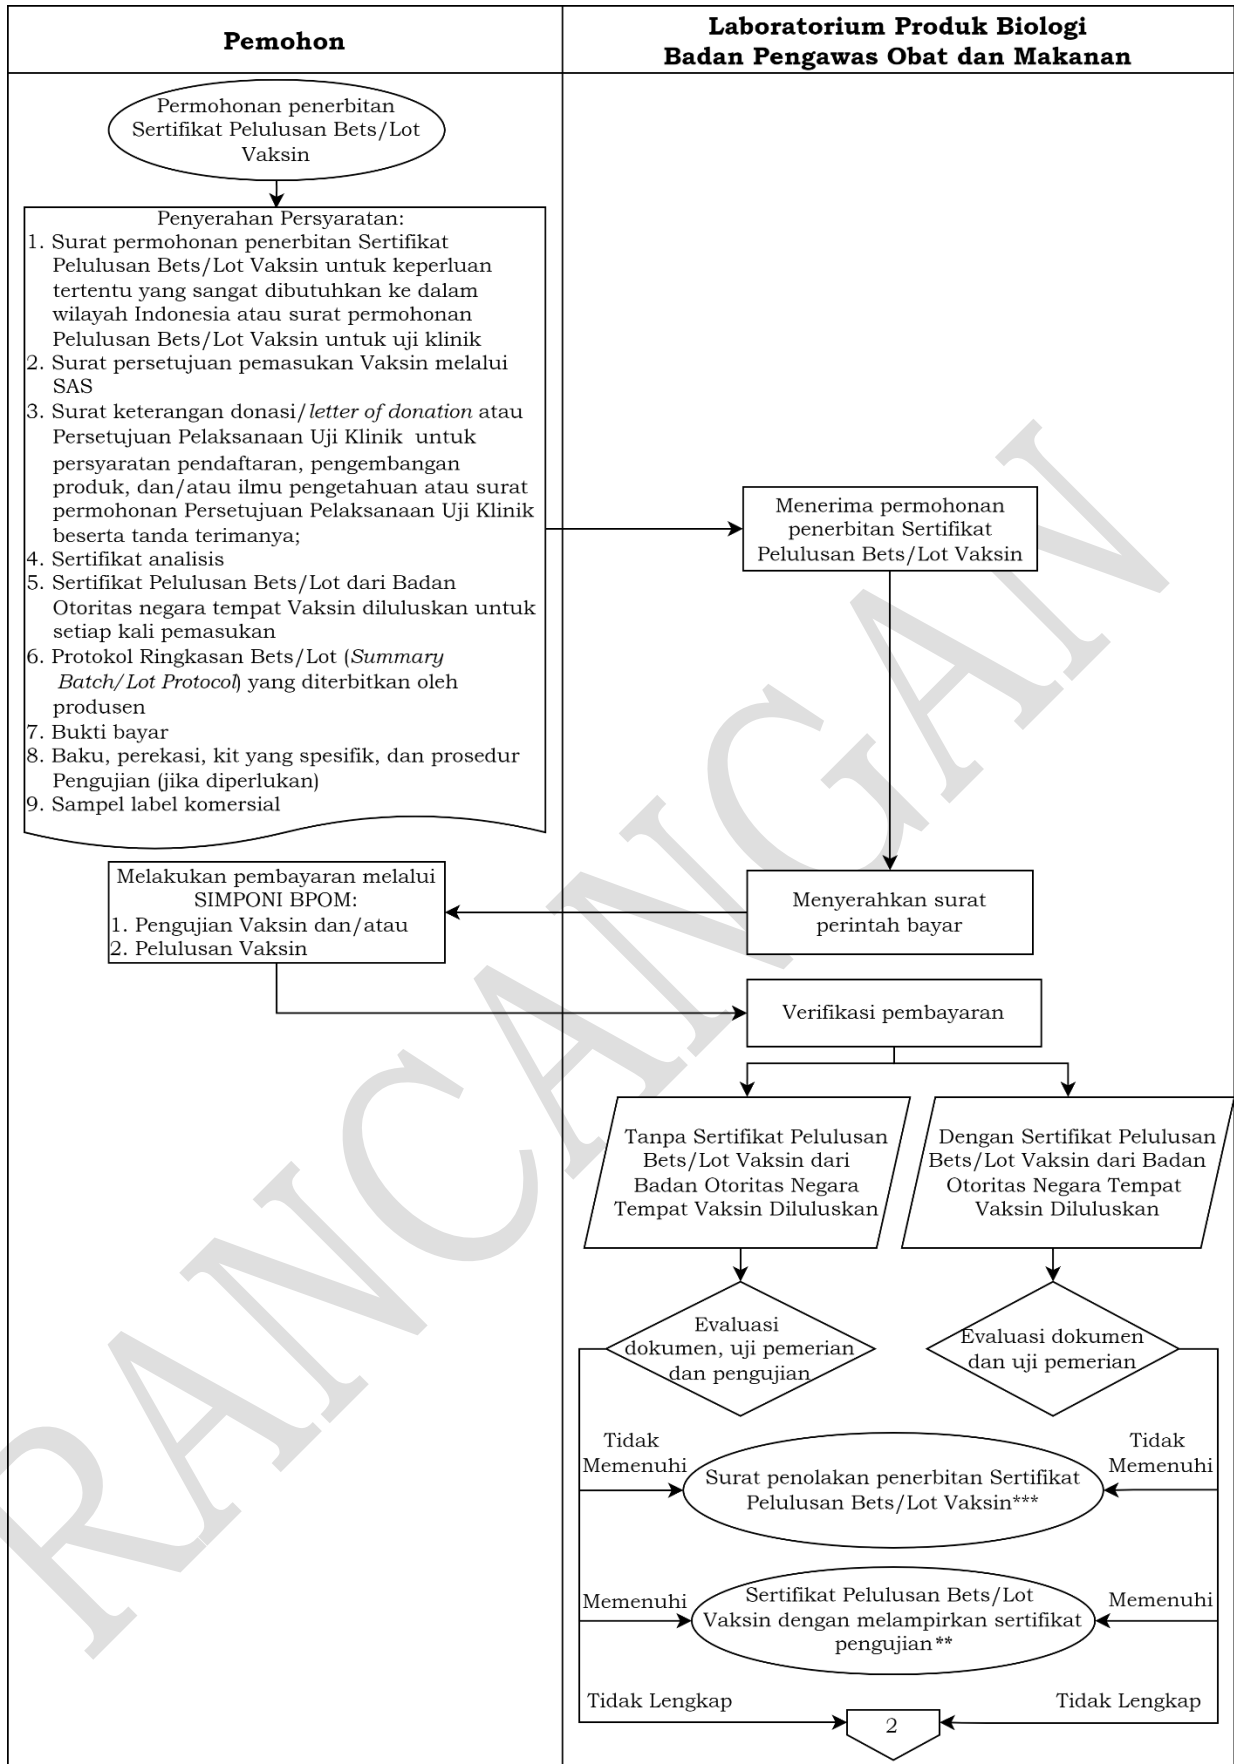 Pemohon
Laboratorium Produk Biologi
Badan Pengawas Obat dan Makanan
Permohonan penerbitan
Sertifikat Pelulusan Bets/Lot
Vaksin
Penyerahan Persyaratan:
1. Surat permohonan penerbitan Sertifikat
Pelulusan Bets/Lot Vaksin untuk keperluan
tertentu yang sangat dibutuhkan ke dalam
wilayah Indonesia atau surat permohonan
Pelulusan Bets/Lot Vaksin untuk uji klinik
2. Surat persetujuan pemasukan Vaksin melalui
SAS
3. Surat keterangan donasi/letter of donation atau
Persetujuan Pelaksanaan Uji Klinik untuk
persyaratan pendaftaran, pengembangan
produk, dan/atau ilmu pengetahuan atau surat
permohonan Persetujuan Pelaksanaan Uji Klinik
beserta tanda terimanya;
4. Sertifikat analisis
5. Sertifikat Pelulusan Bets/Lot dari Badan
Otoritas negara tempat Vaksin diluluskan untuk
setiap kali pemasukan
6. Protokol Ringkasan Bets/Lot (Summary
Batch/Lot Protocol) yang diterbitkan oleh
produsen
7. Bukti bayar
8. Baku, perekasi, kit yang spesifik, dan prosedur
Pengujian (jika diperlukan)
9. Sampel label komersial
Menerima permohonan
penerbitan Sertifikat
Pelulusan Bets/Lot Vaksin
Menyerahkan surat
perintah bayar
Melakukan pembayaran melalui
SIMPONI BPOM:
1. Pengujian Vaksin dan/atau
2. Pelulusan Vaksin
Verifikasi pembayaran
Tanpa Sertifikat Pelulusan
Bets/Lot Vaksin dari
Badan Otoritas Negara
Tempat Vaksin Diluluskan
Dengan Sertifikat Pelulusan
Bets/Lot Vaksin dari Badan
Otoritas Negara Tempat
Vaksin Diluluskan
Evaluasi
dokumen, uji pemerian
dan pengujian
Evaluasi dokumen
dan uji pemerian
Tidak
Memenuhi
Surat penolakan penerbitan Sertifikat
Pelulusan Bets/Lot Vaksin***
Tidak
Memenuhi
Memenuhi
Sertifikat Pelulusan Bets/Lot
Vaksin dengan melampirkan sertifikat
pengujian**
Memenuhi
Tidak Lengkap
2
Tidak Lengkap
RANCANGAN